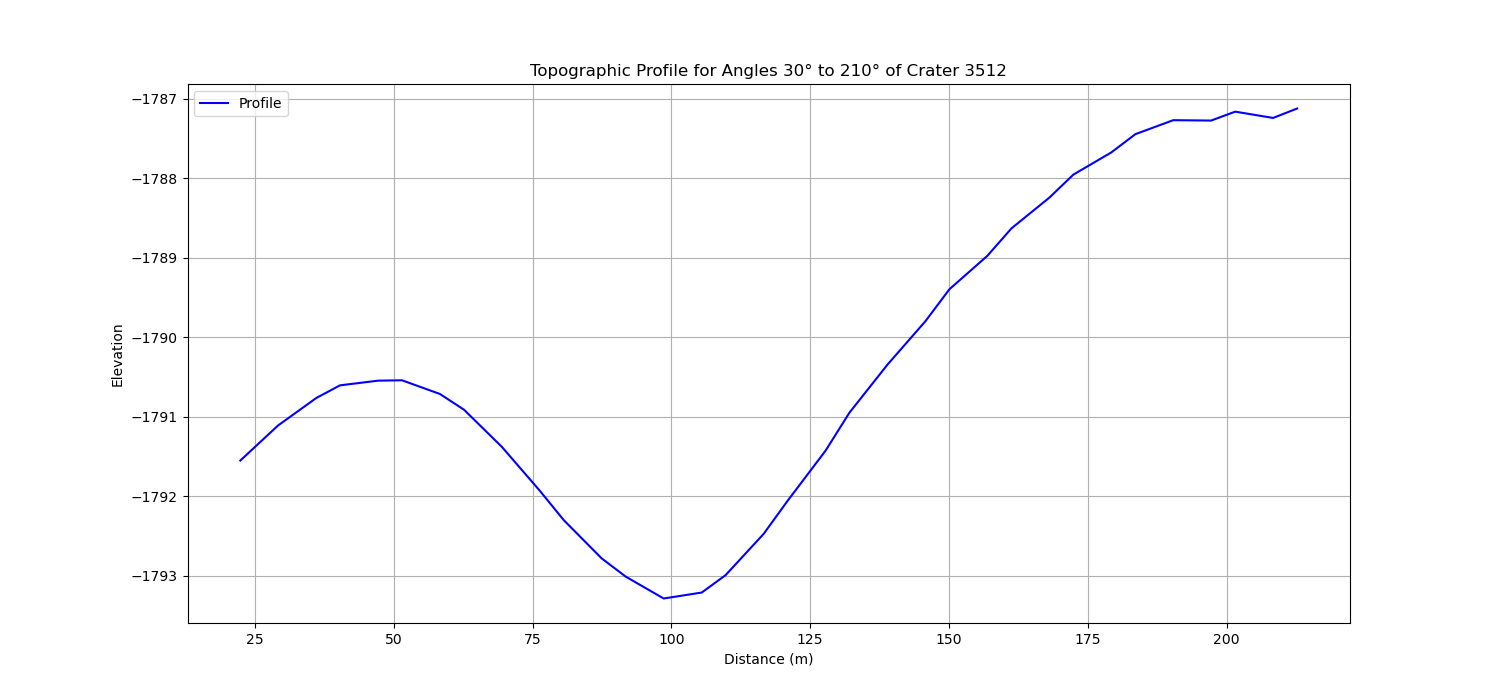 Topographic Profile for Angles 30° to 210° of Crater 3512
Profile
−1787
−1788
−1789
−1790
−1791
−1792
−1793
Elevation
25 50 75 100 125 150 175 200
Distance (m)